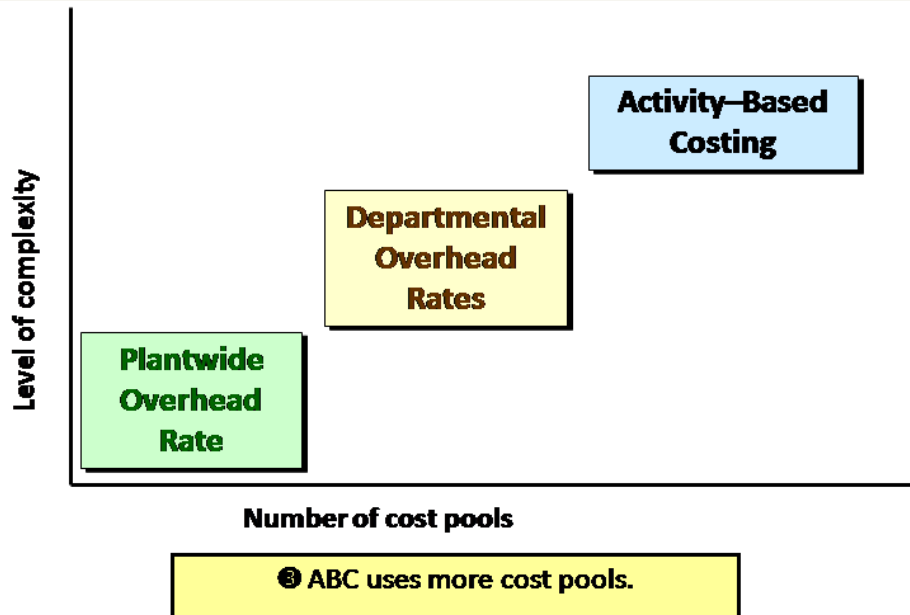 Activity–Based
Costing
Departmental
Overhead
Rates
Plantwide
Overhead
Rate
Level of complexity
Number of cost pools
❸ ABC uses more cost pools.